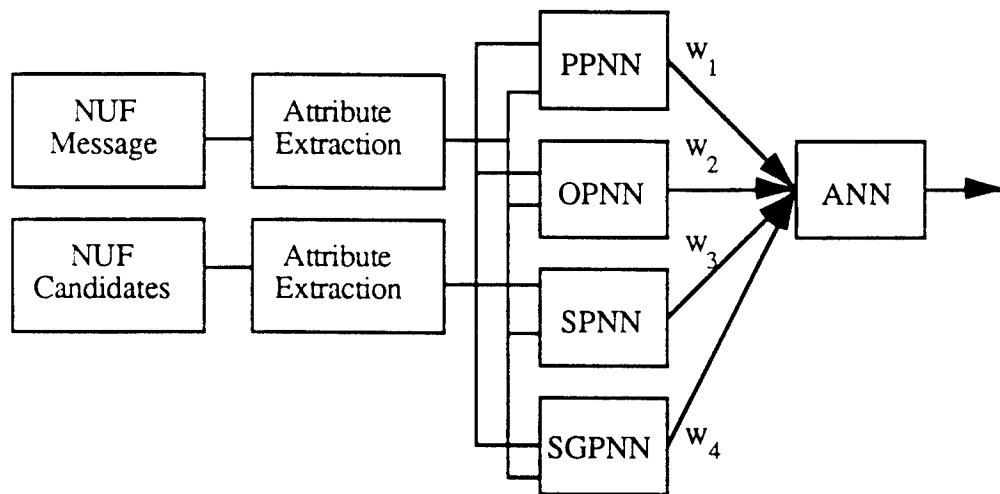 NUF
Message
Attribute
Extraction
NUF
Candidates
Attribute
Extraction
PPNN
OPNN
SPNN
SGPNN
w1
w2
w3
w4
ANN